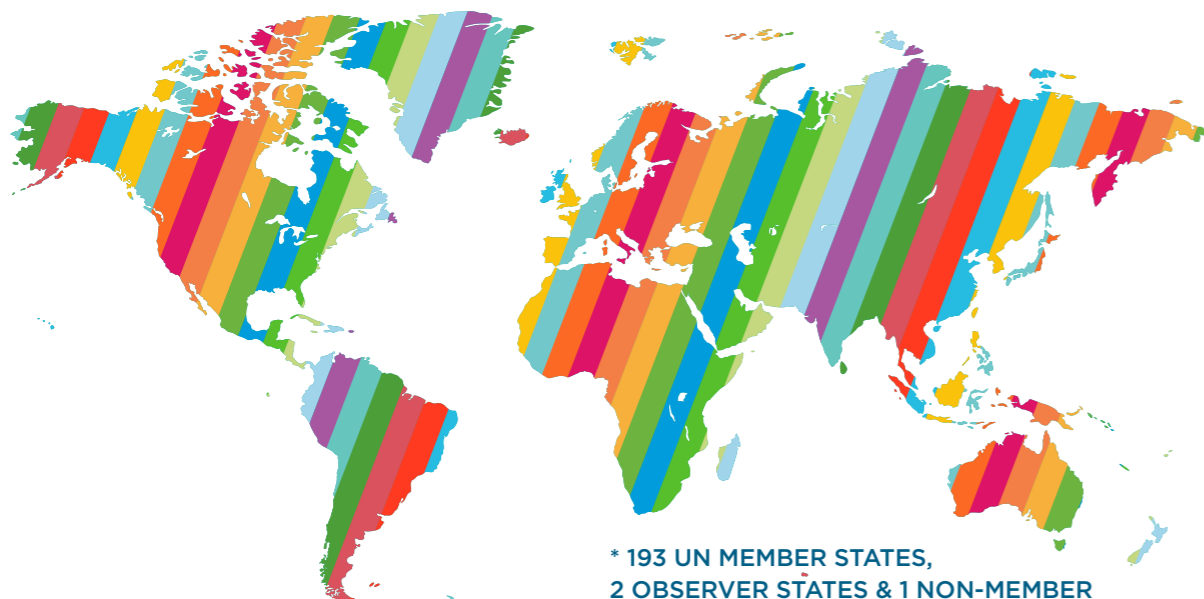 * 193 UN MEMBER STATES,
2 OBSERVER STATES & 1 NON-MEMBER